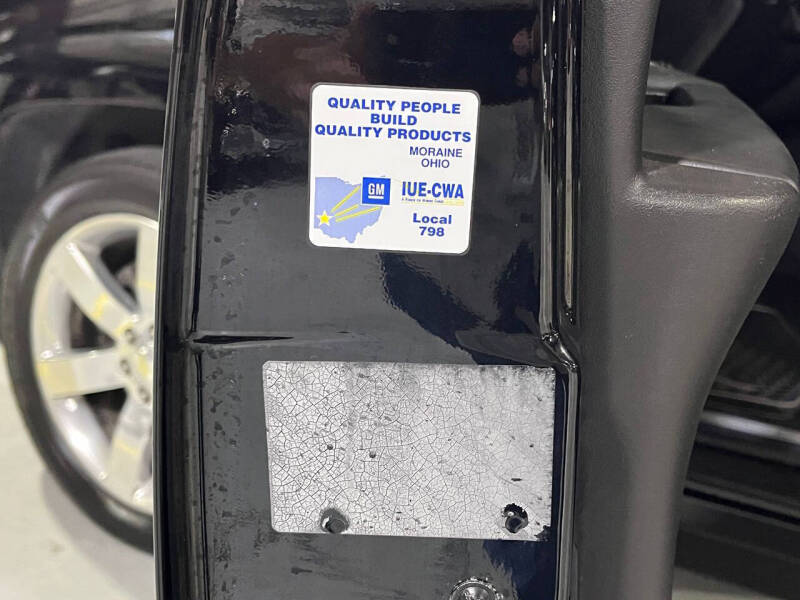 QUALITY PEOPLE
BUILD
QUALITY PRODUCTS
MORAINE
OHIO
GM
IUE-CWA
Local
798